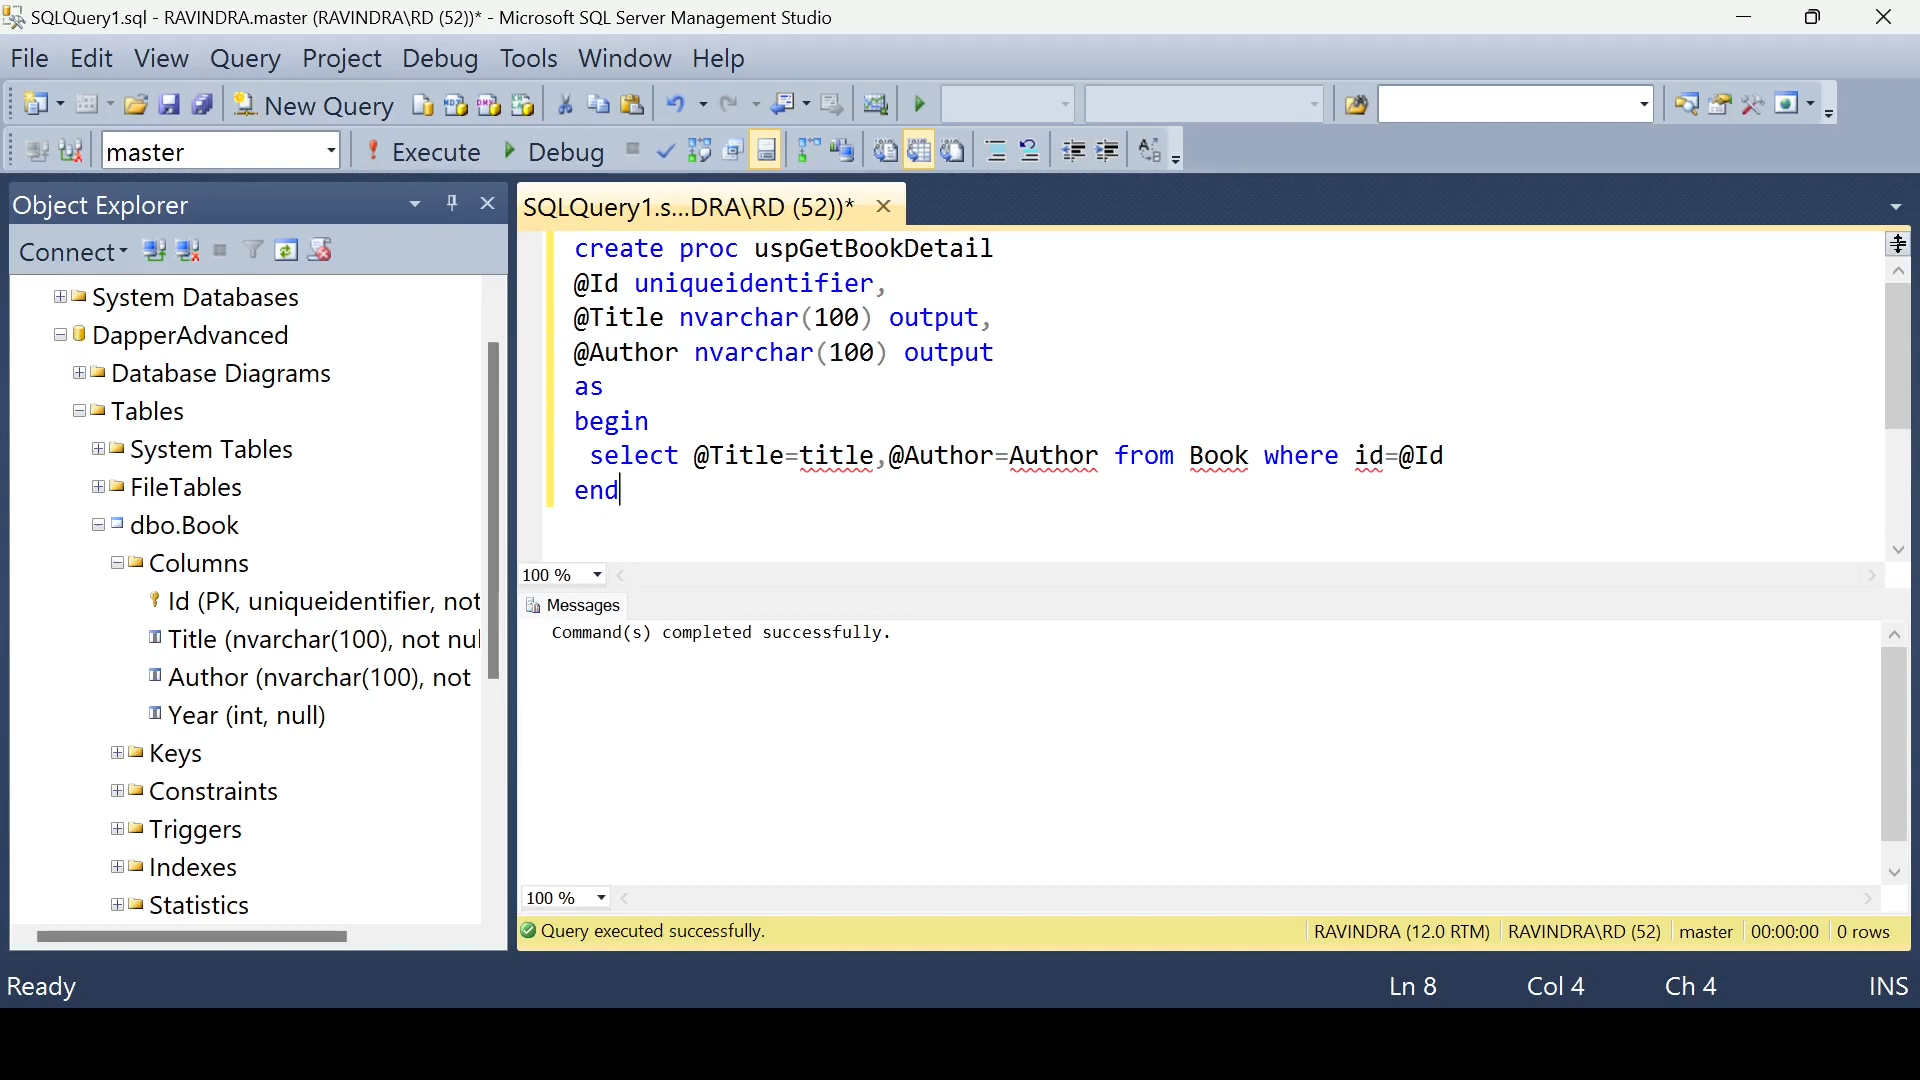 SQLQuery1.sql - RAVINDRA.master (RAVINDRA\RD (52))* - Microsoft SQL Server Management Studio
File Edit View Query Project Debug Tools Window Help
New Query
master Execute Debug
Object Explorer
Connect
System Databases
DapperAdvanced
Database Diagrams
Tables
System Tables
FileTables
dbo.Book
Columns
Id (PK, uniqueidentifier, not
Title (nvarchar(100), not nul
Author (nvarchar(100), not
Year (int, null)
Keys
Constraints
Triggers
Indexes
Statistics
SQLQuery1.s...DRA\RD (52))*
create proc uspGetBookDetail
@Id uniqueidentifier,
@Title nvarchar(100) output,
@Author nvarchar(100) output
as
begin
select @Title=title,@Author=Author from Book where id=@Id
end
100 %
Messages
Command(s) completed successfully.
100 %
Query executed successfully. RAVINDRA (12.0 RTM) RAVINDRA\RD (52) master 00:00:00 0 rows
Ready Ln 8 Col 4 Ch 4 INS